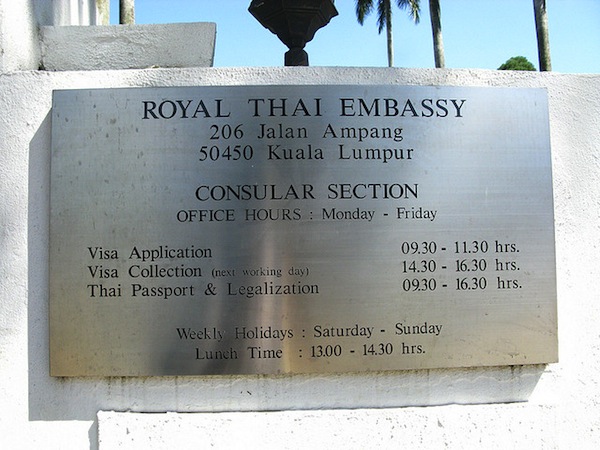 ROYAL THAI EMBASSY
206 Jalan Ampang
50450 Kuala Lumpur
CONSULAR SECTION
OFFICE HOURS : Monday - Friday
Visa Application 09.30 - 11.30 hrs.
Visa Collection (next working day) 14.30 - 16.30 hrs.
Thai Passport & Legalization 09.30 - 16.30 hrs.
Weekly Holidays : Saturday - Sunday
Lunch Time : 13.00 - 14.30 hrs.